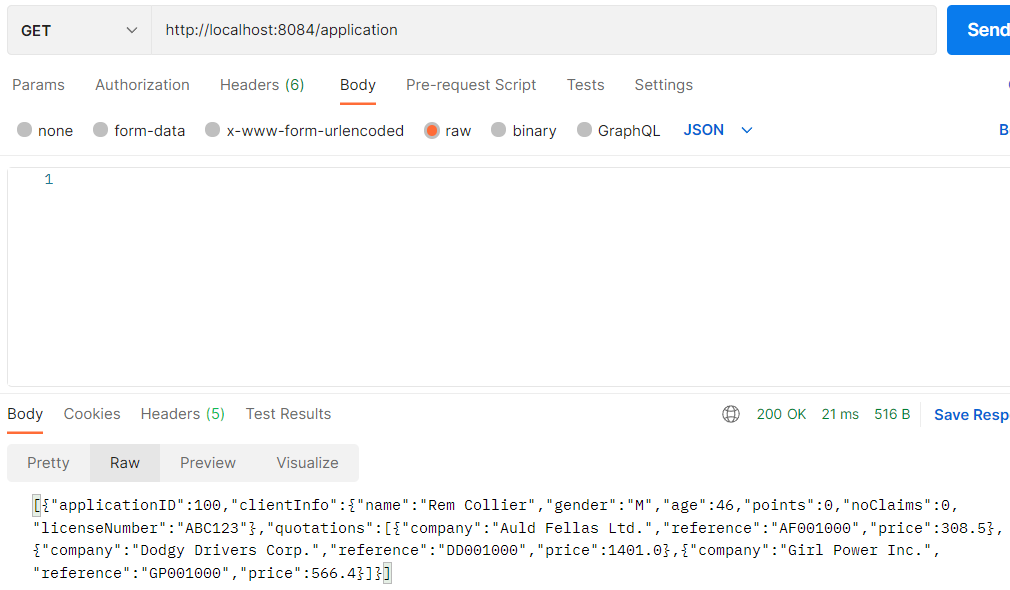 GET http://localhost:8084/application Send
Params Authorization Headers (6) Body Pre-request Script Tests Settings
none form-data x-www-form-urlencoded raw binary GraphQL JSON B
1
Body Cookies Headers (5) Test Results 200 OK 21 ms 516 B Save Resp
Pretty Raw Preview Visualize
[{"applicationID":100,"clientInfo":{"name":"Rem Collier","gender":"M","age":46,"points":0,"noClaims":0,
"licenseNumber":"ABC123"},"quotations":[{"company":"Auld Fellas Ltd.","reference":"AF001000","price":308.5},
{"company":"Dodgy Drivers Corp.","reference":"DD001000","price":1401.0},{"company":"Girl Power Inc.",
"reference":"GP001000","price":566.4}]}]